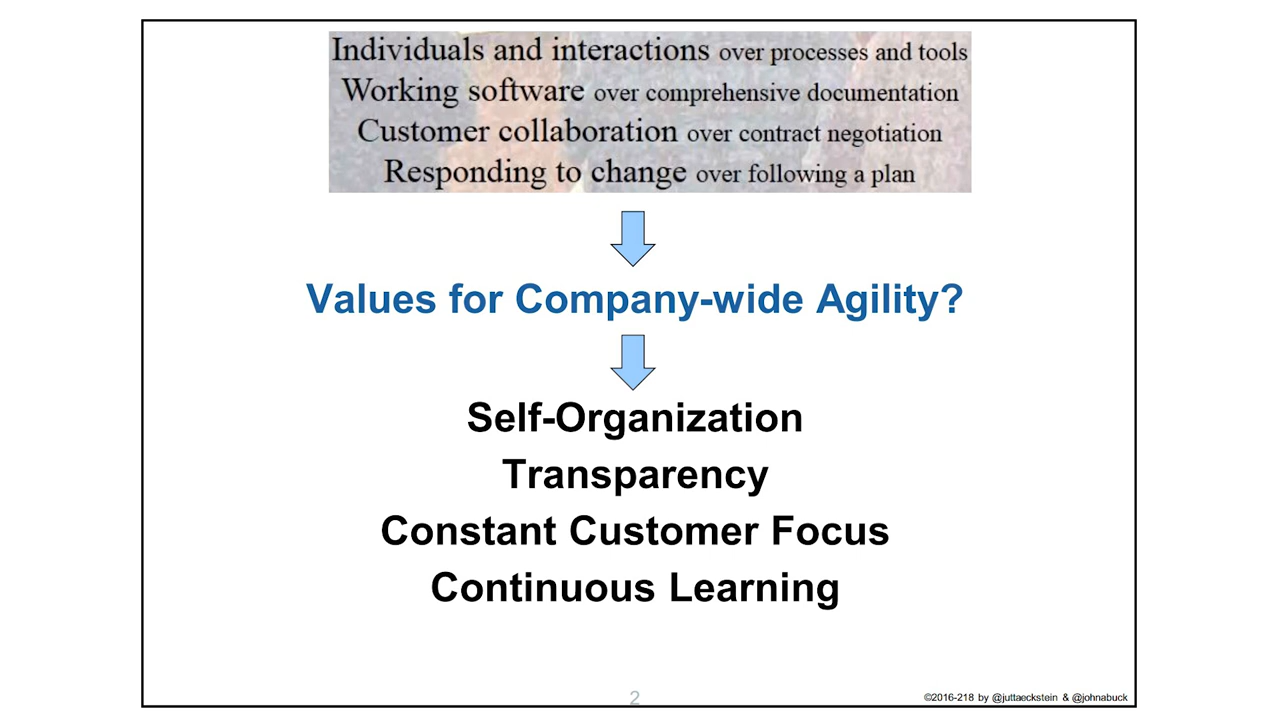 Individuals and interactions over processes and tools
Working software over comprehensive documentation
Customer collaboration over contract negotiation
Responding to change over following a plan
Values for Company-wide Agility?
Self-Organization
Transparency
Constant Customer Focus
Continuous Learning
2
©2016-218 by @juttaeckstein & @johnabuck